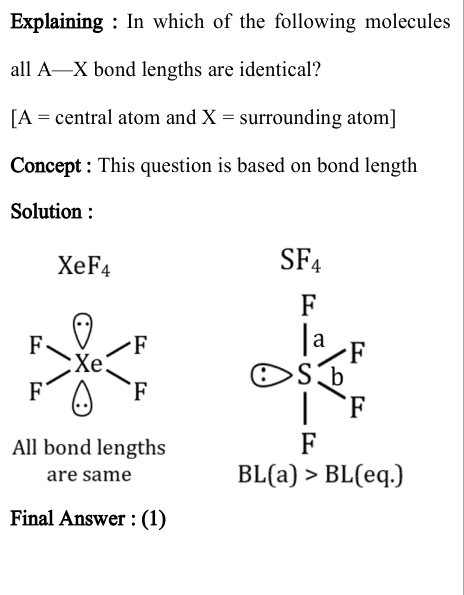 Explaining : In which of the following molecules
all A—X bond lengths are identical?
[A = central atom and X = surrounding atom]
Concept : This question is based on bond length
Solution :
XeF₄
SF₄
F
a
F F
Xe
F F
F
S b
F
F
All bond lengths
are same
BL(a) > BL(eq.)
Final Answer : (1)